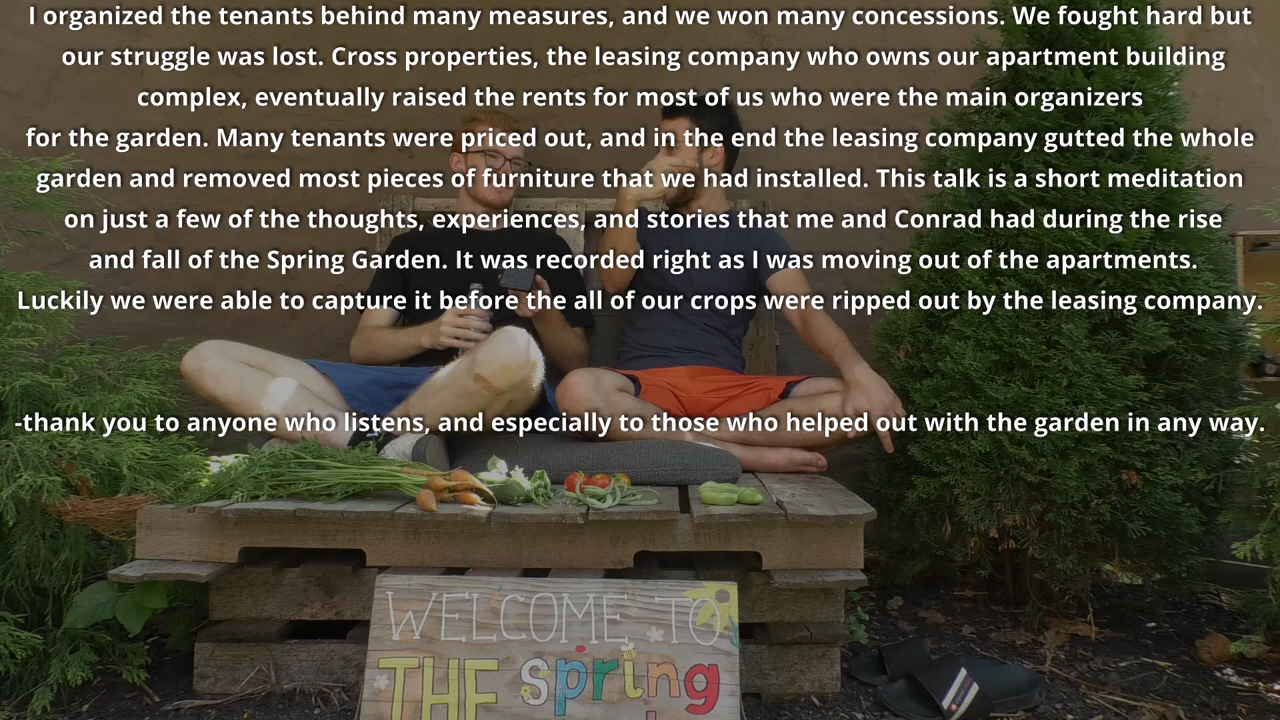 I organized the tenants behind many measures, and we won many concessions. We fought hard but
our struggle was lost. Cross properties, the leasing company who owns our apartment building
complex, eventually raised the rents for most of us who were the main organizers
for the garden. Many tenants were priced out, and in the end the leasing company gutted the whole
garden and removed most pieces of furniture that we had installed. This talk is a short meditation
on just a few of the thoughts, experiences, and stories that me and Conrad had during the rise
and fall of the Spring Garden. It was recorded right as I was moving out of the apartments.
Luckily we were able to capture it before the all of our crops were ripped out by the leasing company.
-thank you to anyone who listens, and especially to those who helped out with the garden in any way.
WELCOME TO
THE spring